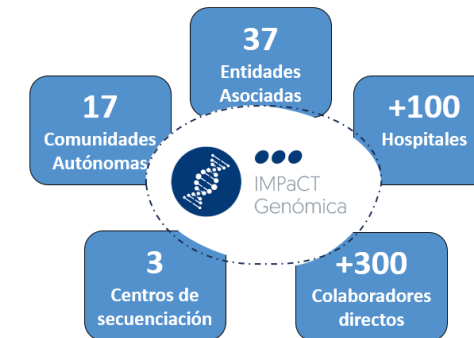 37
Entidades
Asociadas
17
Comunidades
Autónomas
+100
Hospitales
IMPaCT
Genómica
3
Centros de
secuenciación
+300
Colaboradores
directos